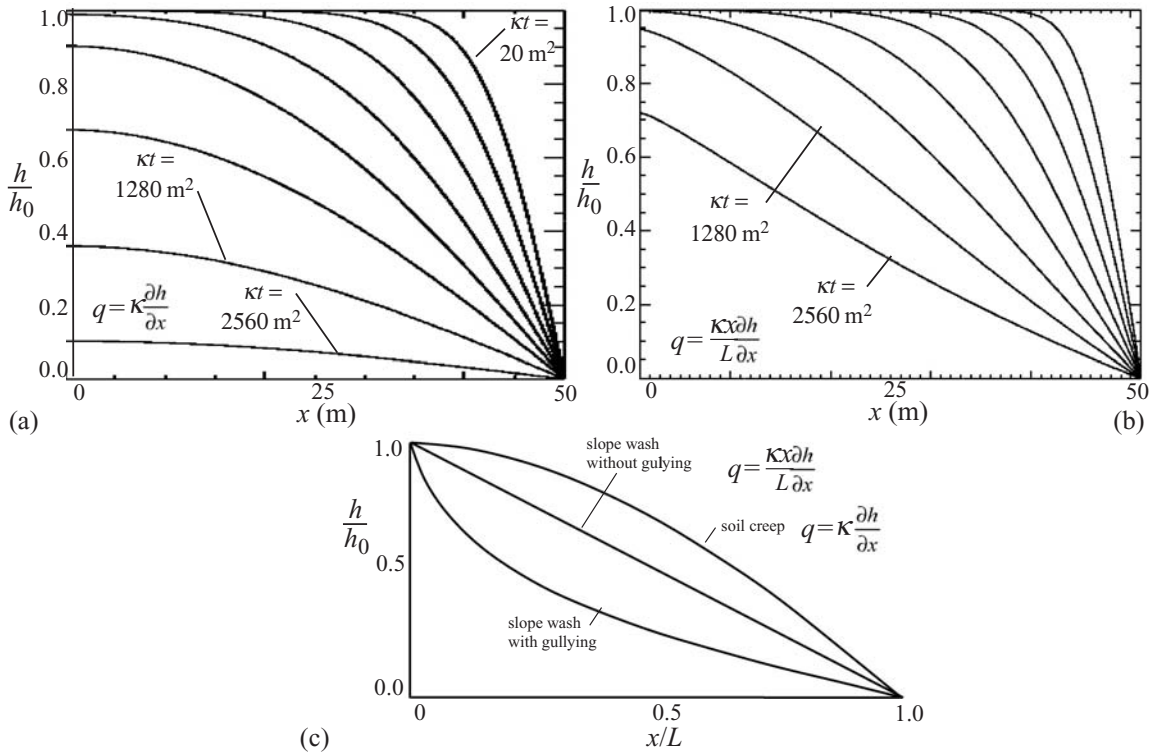 1.0
0.8
0.6
0.4
0.2
0.0
h/h0
κt =
20 m²
κt =
1280 m²
κt =
2560 m²
q = κ ∂h/∂x
0
25
50
x (m)
(a)
1.0
0.8
0.6
0.4
0.2
0.0
h/h0
κt =
1280 m²
κt =
2560 m²
q = κx∂h/L∂x
0
25
50
x (m)
(b)
1.0
0.5
0.0
h/h0
slope wash
without gulying
q = κx∂h/L∂x
soil creep
q = κ ∂h/∂x
slope wash
with gullying
0
0.5
1.0
x/L
(c)